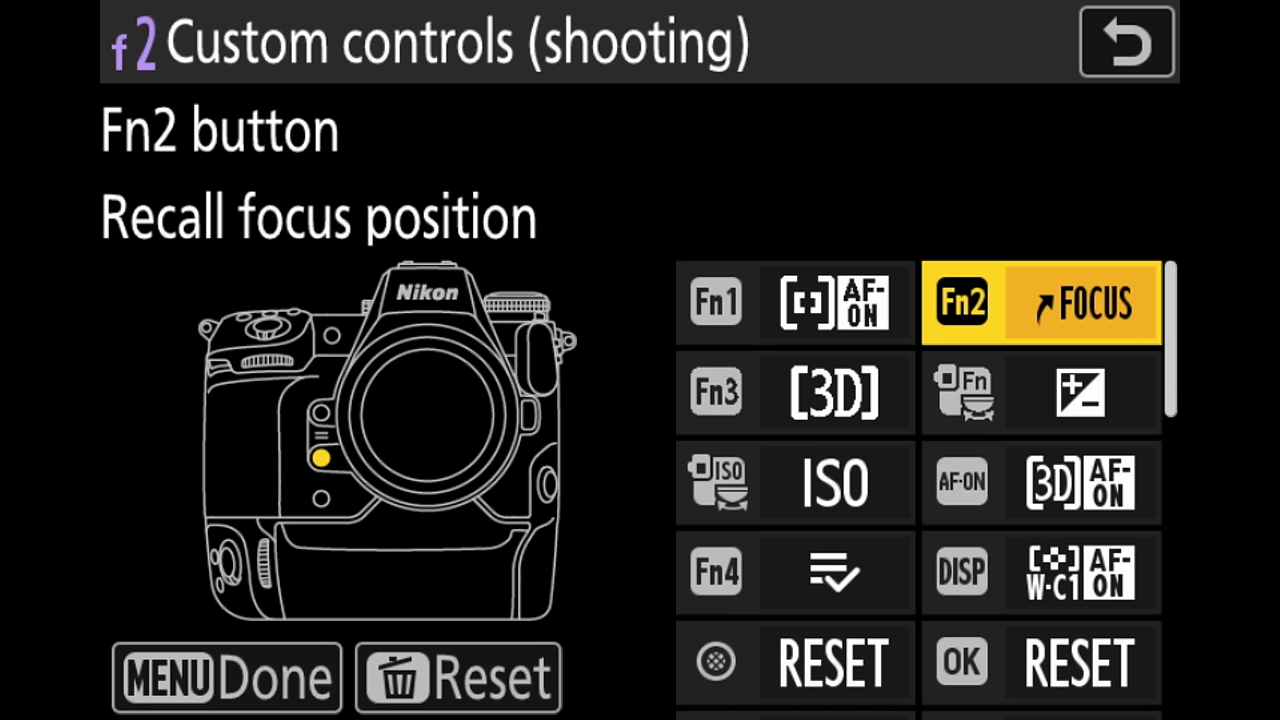 f2 Custom controls (shooting)
Fn2 button
Recall focus position
Nikon
Fn1 AF-ON Fn2 FOCUS
Fn3 [3D] Fn
ISO ISO AF-ON [3D] AF-ON
Fn4 DISP W-C1 AF-ON
RESET OK RESET
MENU Done Reset